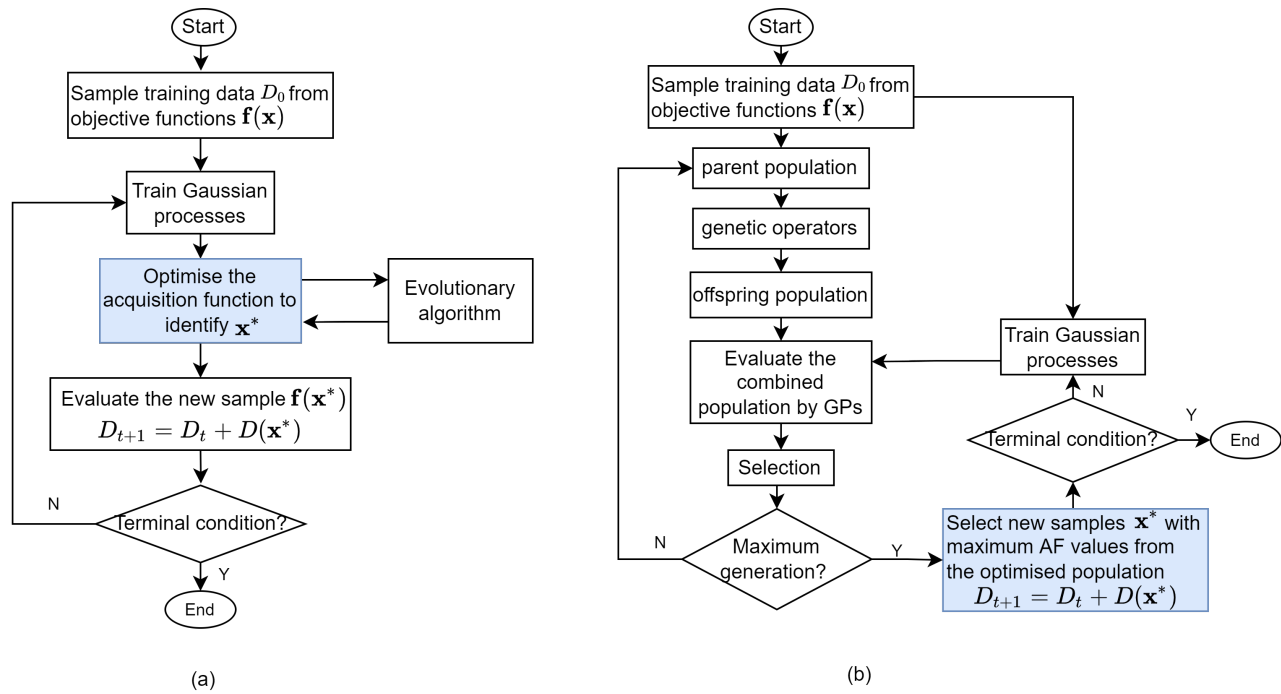 Start
Sample training data D₀ from
objective functions f(x)
Train Gaussian
processes
Optimise the
acquisition function to
identify x*
Evolutionary
algorithm
Evaluate the new sample f(x*)
Dₜ₊₁ = Dₜ + D(x*)
N
Terminal condition?
Y
End
(a)
Start
Sample training data D₀ from
objective functions f(x)
parent population
genetic operators
offspring population
Evaluate the
combined
population by GPs
Selection
N
Maximum
generation?
Y
Train Gaussian
processes
N
Terminal condition?
Y
End
Select new samples x* with
maximum AF values from
the optimised population
Dₜ₊₁ = Dₜ + D(x*)
(b)